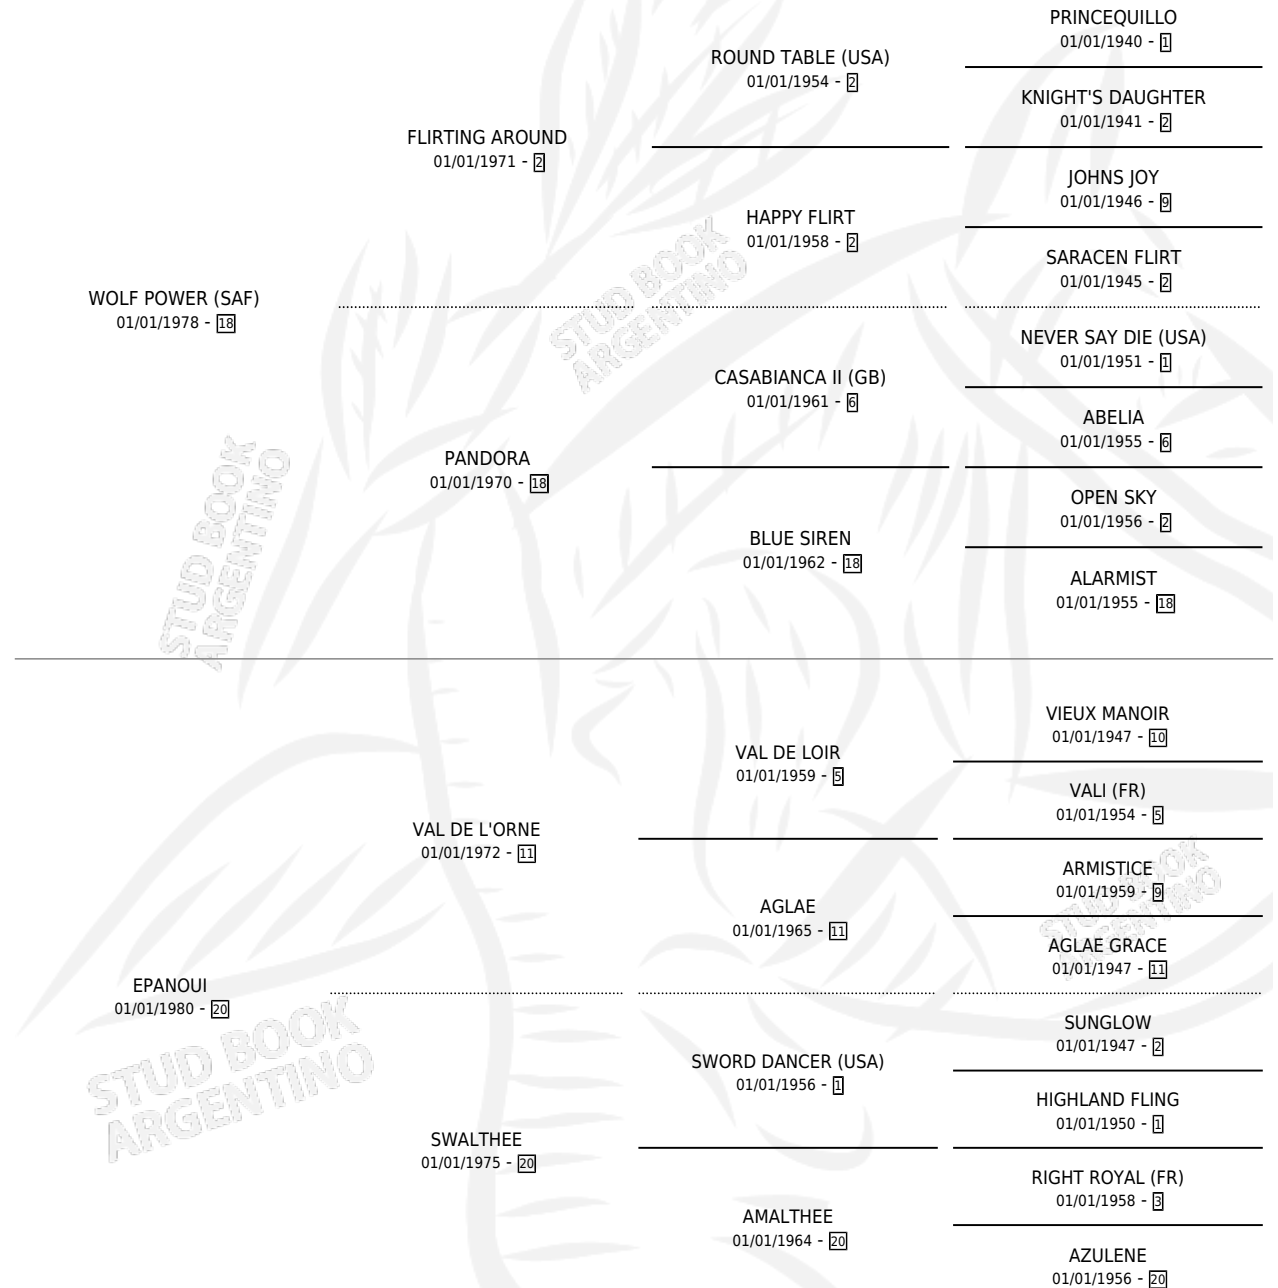 PRINCEQUILLO
01/01/1940 - 1
ROUND TABLE (USA)
01/01/1954 - 2
KNIGHT'S DAUGHTER
01/01/1941 - 2
FLIRTING AROUND
01/01/1971 - 2
JOHNS JOY
01/01/1946 - 9
HAPPY FLIRT
01/01/1958 - 2
SARACEN FLIRT
01/01/1945 - 2
WOLF POWER (SAF)
01/01/1978 - 18
NEVER SAY DIE (USA)
01/01/1951 - 1
CASABIANCA II (GB)
01/01/1961 - 6
ABELIA
01/01/1955 - 6
PANDORA
01/01/1970 - 18
OPEN SKY
01/01/1956 - 2
BLUE SIREN
01/01/1962 - 18
ALARMIST
01/01/1955 - 18
VIEUX MANOIR
01/01/1947 - 10
VAL DE LOIR
01/01/1959 - 5
VALI (FR)
01/01/1954 - 5
VAL DE L'ORNE
01/01/1972 - 11
ARMISTICE
01/01/1959 - 9
AGLAE
01/01/1965 - 11
AGLAE GRACE
01/01/1947 - 11
EPANOUI
01/01/1980 - 20
SUNGLOW
01/01/1947 - 2
SWORD DANCER (USA)
01/01/1956 - 1
HIGHLAND FLING
01/01/1950 - 1
SWALTHEE
01/01/1975 - 20
RIGHT ROYAL (FR)
01/01/1958 - 3
AMALTHEE
01/01/1964 - 20
AZULENE
01/01/1956 - 20
STUD BOOK
ARGENTINO
STUD BOOK
ARGENTINO
STUD BOOK
ARGENTINO
STUD BOOK
ARGENTINO